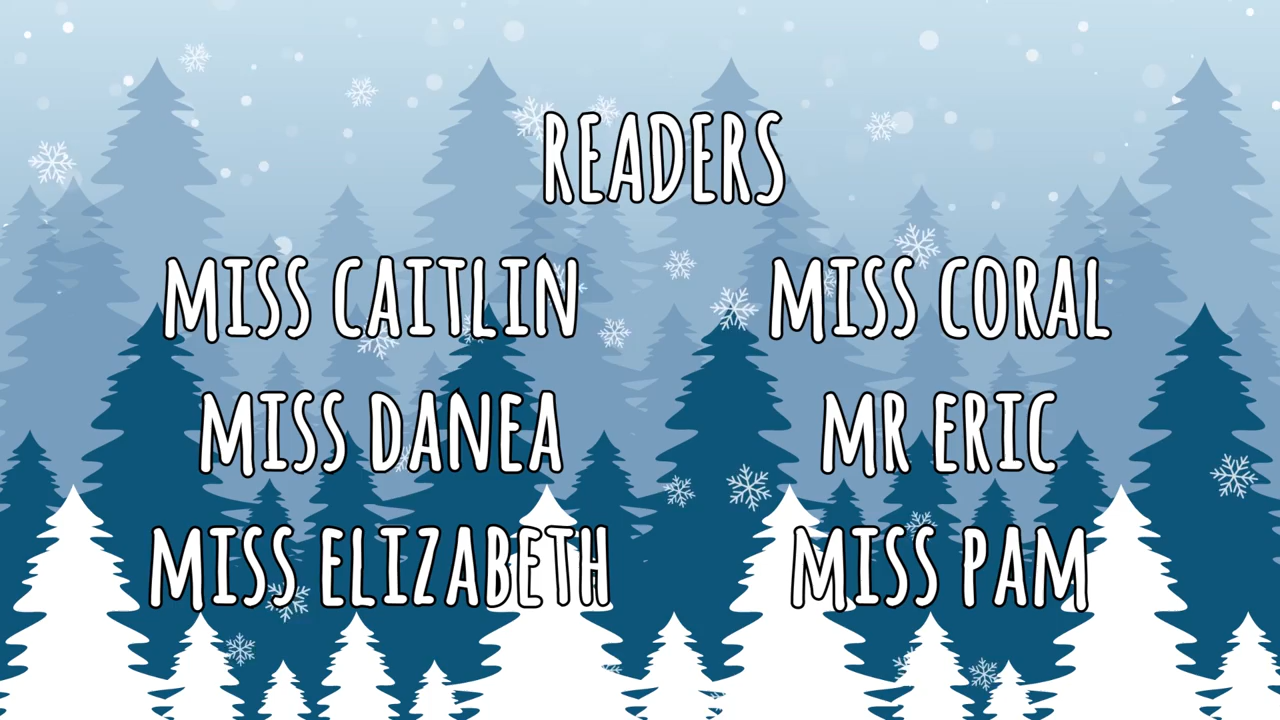 READERS
MISS CAITLIN
MISS CORAL
MISS DANEA
MR ERIC
MISS ELIZABETH
MISS PAM